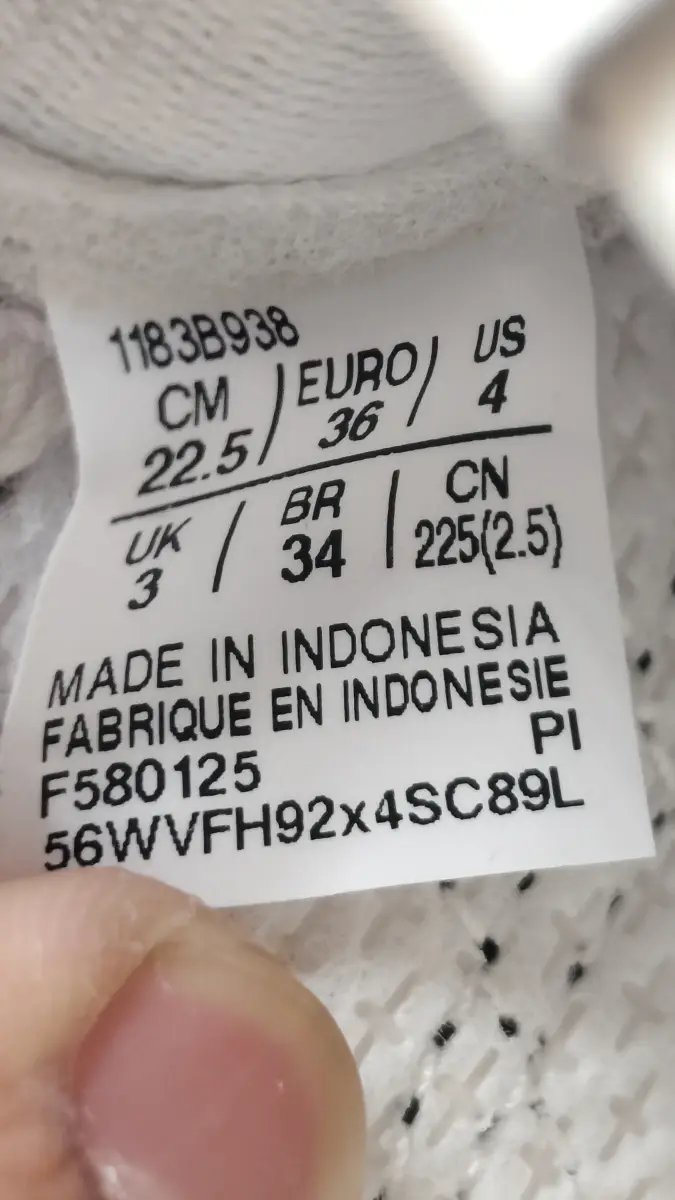 1183B938
CM / EURO / US
22.5 / 36 / 4
UK / BR | CN
3 / 34 | 225(2.5)
MADE IN INDONESIA
FABRIQUE EN INDONESIE
F580125 PI
56WVFH92x4SC89L